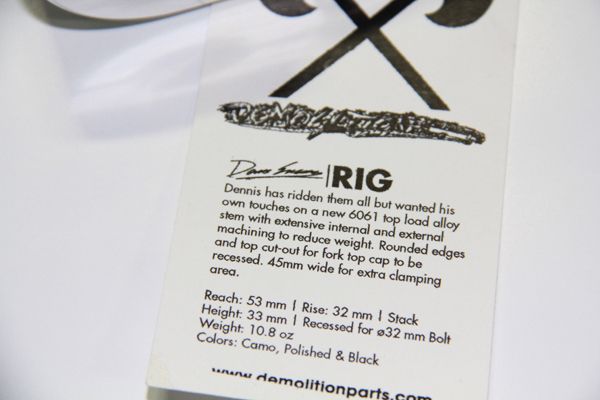 DEMOLITION
RIG
Dennis has ridden them all but wanted his
own touches on a new 6061 top load alloy
stem with extensive internal and external
machining to reduce weight. Rounded edges
and top cut-out for fork top cap to be
recessed. 45mm wide for extra clamping
area.
Reach: 53 mm | Rise: 32 mm | Stack
Height: 33 mm | Recessed for ø32 mm Bolt
Weight: 10.8 oz
Colors: Camo, Polished & Black
www.demolitionparts.com